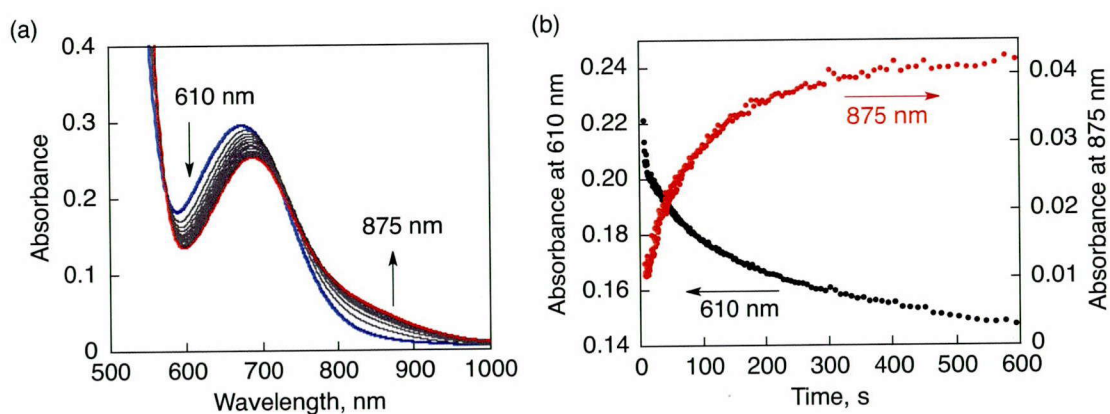 (a)
0.4
0.3
0.2
0.1
0
Absorbance
610 nm
875 nm
500 600 700 800 900 1000
Wavelength, nm
(b)
0.24
0.22
0.20
0.18
0.16
0.14
Absorbance at 610 nm
875 nm
610 nm
0.04
0.03
0.02
0.01
0
Absorbance at 875 nm
0 100 200 300 400 500 600
Time, s